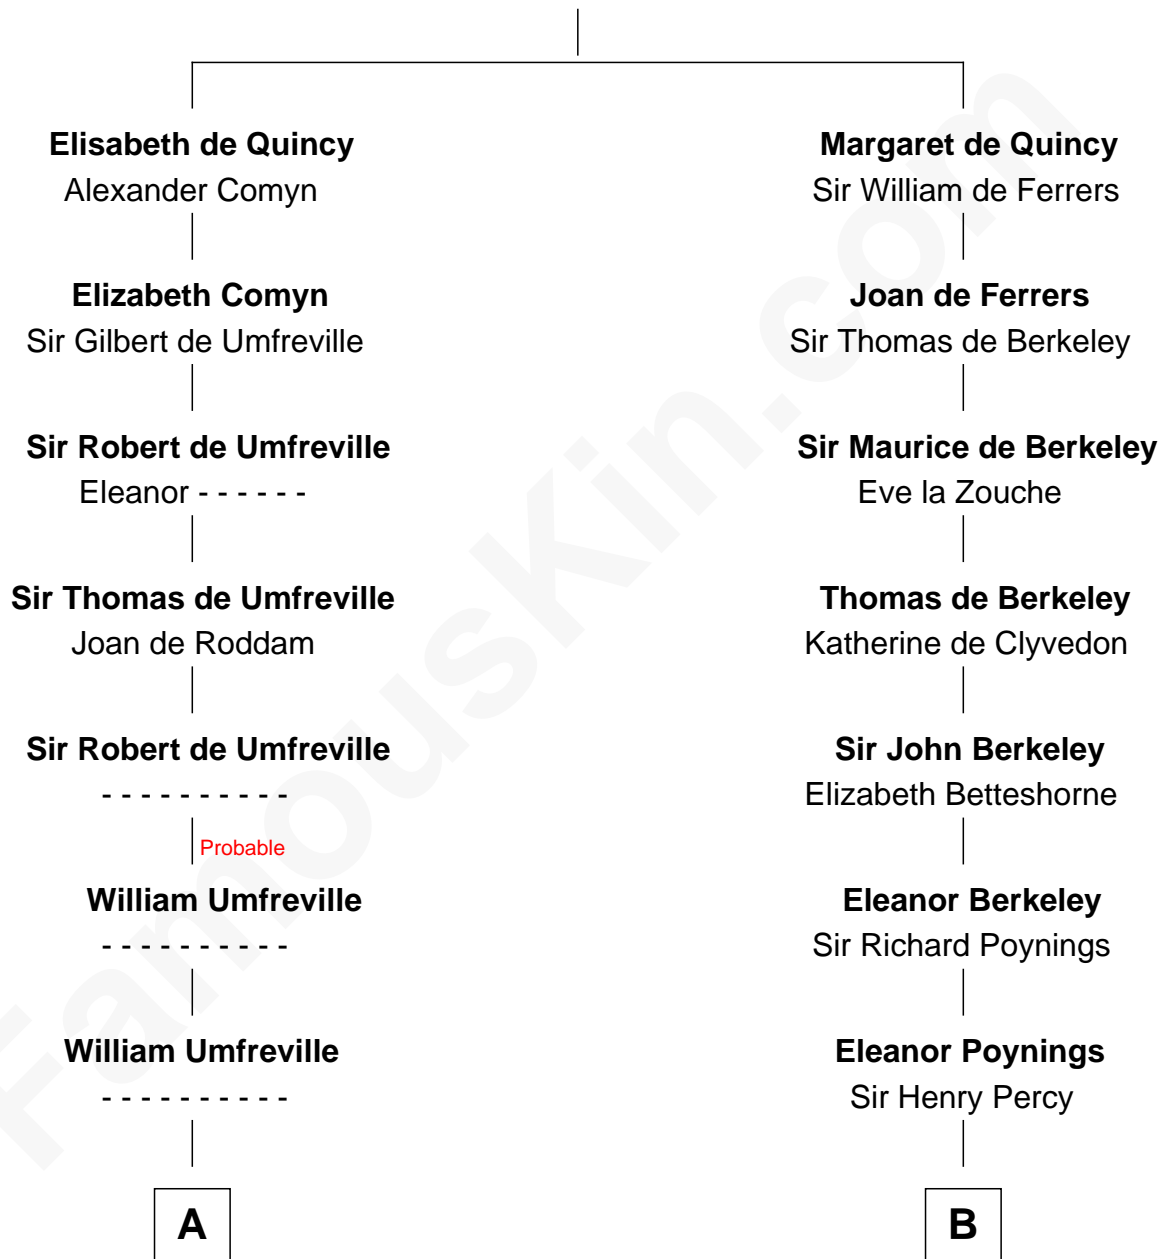 Elisabeth de Quincy
Alexander Comyn
Elizabeth Comyn
Sir Gilbert de Umfreville
Sir Robert de Umfreville
Eleanor - - - - - -
Sir Thomas de Umfreville
Joan de Roddam
Sir Robert de Umfreville
- - - - - - - - - -
Probable
William Umfreville
- - - - - - - - - -
William Umfreville
- - - - - - - - - -
A
Margaret de Quincy
Sir William de Ferrers
Joan de Ferrers
Sir Thomas de Berkeley
Sir Maurice de Berkeley
Eve la Zouche
Thomas de Berkeley
Katherine de Clyvedon
Sir John Berkeley
Elizabeth Betteshorne
Eleanor Berkeley
Sir Richard Poynings
Eleanor Poynings
Sir Henry Percy
B
FamousKin.com